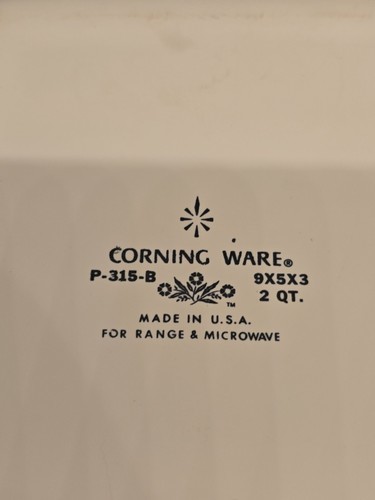 CORNING WARE®
P-315-B 9X5X3
2 QT.
TM
MADE IN U.S.A.
FOR RANGE & MICROWAVE